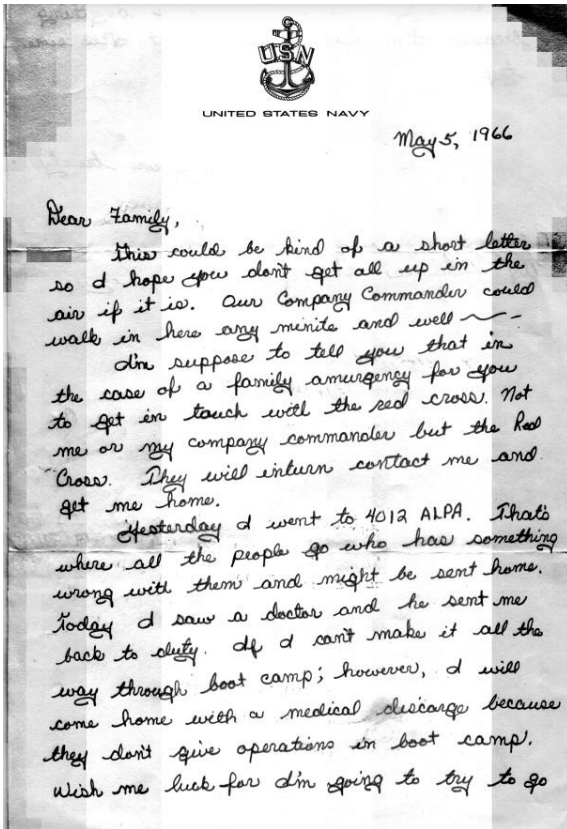 USN
UNITED STATES NAVY
May 5, 1966
Dear Family,
This could be kind of a short letter
so I hope you don't get all up in the
air if it is. Our Company Commander could
walk in here any minite and well
I'm suppose to tell you that in
the case of a family amurgency for you
to get in touch with the red cross. Not
me or my company commander but the Red
Cross. They will inturn contact me and
get me home.
Yesterday I went to 4012 ALPA. That's
where all the people go who has something
wrong with them and might be sent home.
Today I saw a doctor and he sent me
back to duty. If I can't make it all the
way through boot camp; however, I will
come home with a medical discarge because
they don't give operations in boot camp.
Wish me luck for I'm going to try to go